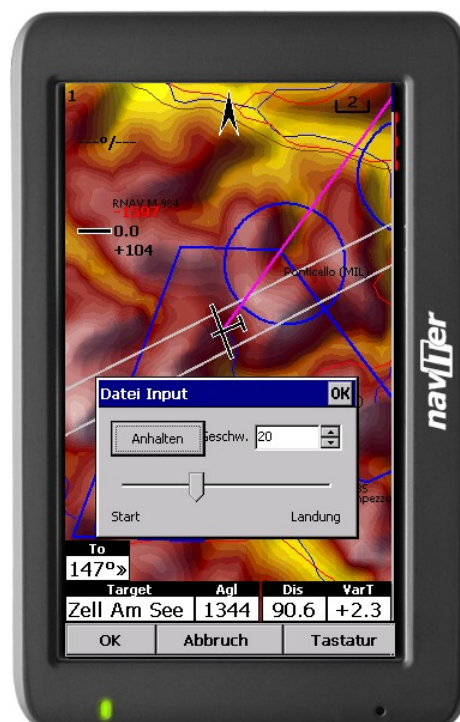 1
2
---°/---
RNAV M-984
-1397
0.0
+104
Ponticello (MIL)
naviter
Datei Input
OK
Anhalten
Geschw.
20
Start
Landung
To
147°»
Target
Agl
Dis
VarT
Zell Am See
1344
90.6
+2.3
OK
Abbruch
Tastatur